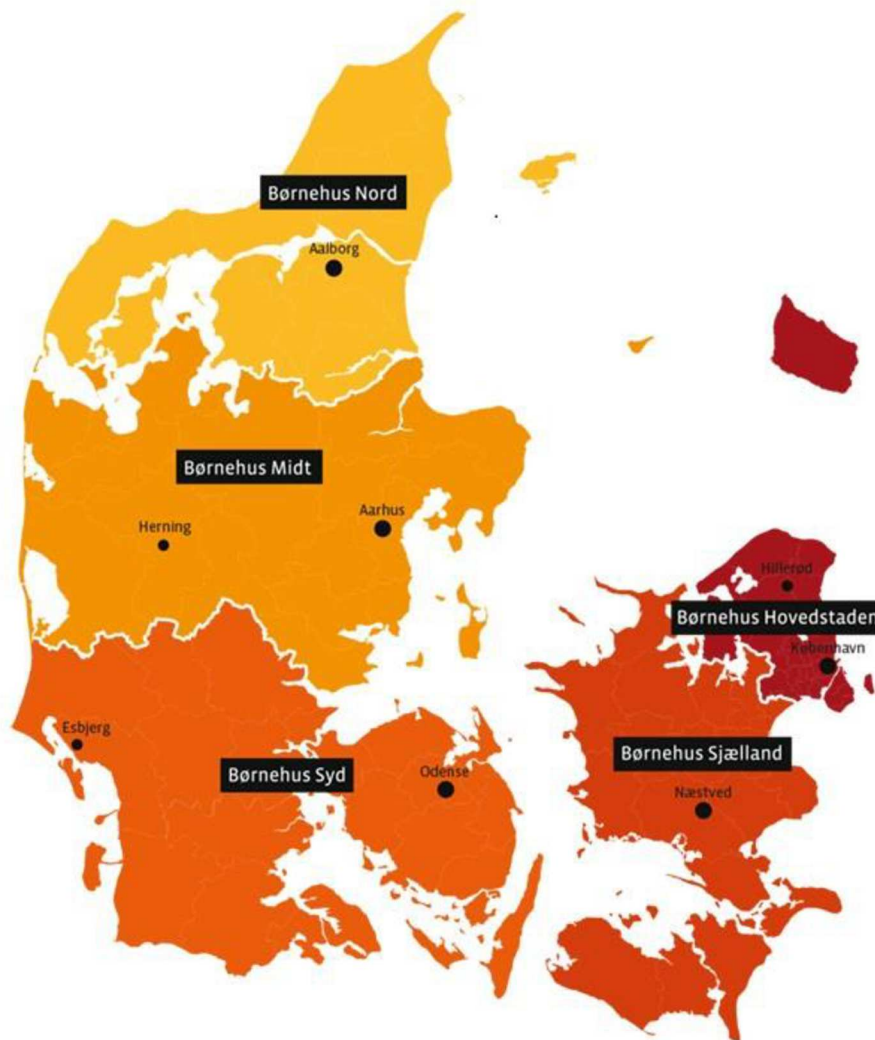 Børnehus Nord
Aalborg
Børnehus Midt
Herning
Aarhus
Hillerød
Børnehus Hovedstaden
København
Esbjerg
Børnehus Syd
Odense
Børnehus Sjælland
Næstved